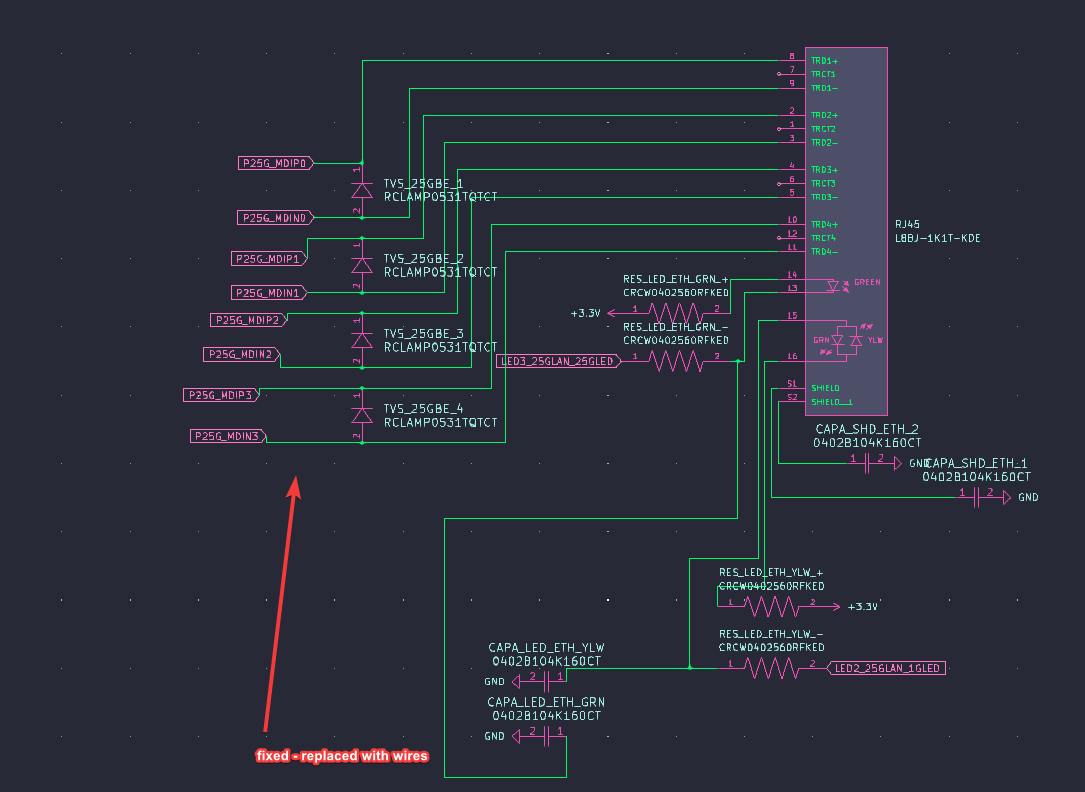 8 TRD1+
7 TRCT1
9 TRD1-
2 TRD2+
1 TRCT2
3 TRD2-
P25G_MDIP0
1
4 TRD3+
TVS_25GBE_1
6 TRCT3
RCLAMP0531TQTCT
5 TRD3-
2
P25G_MDIN0
10 TRD4+
RJ45
1
12 TRCT4
L8BJ-1K1T-KDE
11 TRD4-
P25G_MDIP1
TVS_25GBE_2
RCLAMP0531TQTCT
2
14
RES_LED_ETH_GRN_+
GREEN
P25G_MDIN1
CRCW0402560RFKED
13
+3.3V 1 2
1
P25G_MDIP2
15
RES_LED_ETH_GRN_-
TVS_25GBE_3
CRCW0402560RFKED
GRN YLW
RCLAMP0531TQTCT
2
P25G_MDIN2
LED3_25GLAN_25GLED 1 2
16
1
P25G_MDIP3
S1 SHIELD
S2 SHIELD_1
TVS_25GBE_4
RCLAMP0531TQTCT
CAPA_SHD_ETH_2
2
P25G_MDIN3
0402B104K160CT
1 2 GND
CAPA_SHD_ETH_1
0402B104K160CT
1 2 GND
RES_LED_ETH_YLW_+
CRCW0402560RFKED
1 2 +3.3V
RES_LED_ETH_YLW_-
CRCW0402560RFKED
1 2 LED2_25GLAN_1GLED
CAPA_LED_ETH_YLW
0402B104K160CT
GND 2 1
CAPA_LED_ETH_GRN
0402B104K160CT
GND 2 1
fixed - replaced with wires